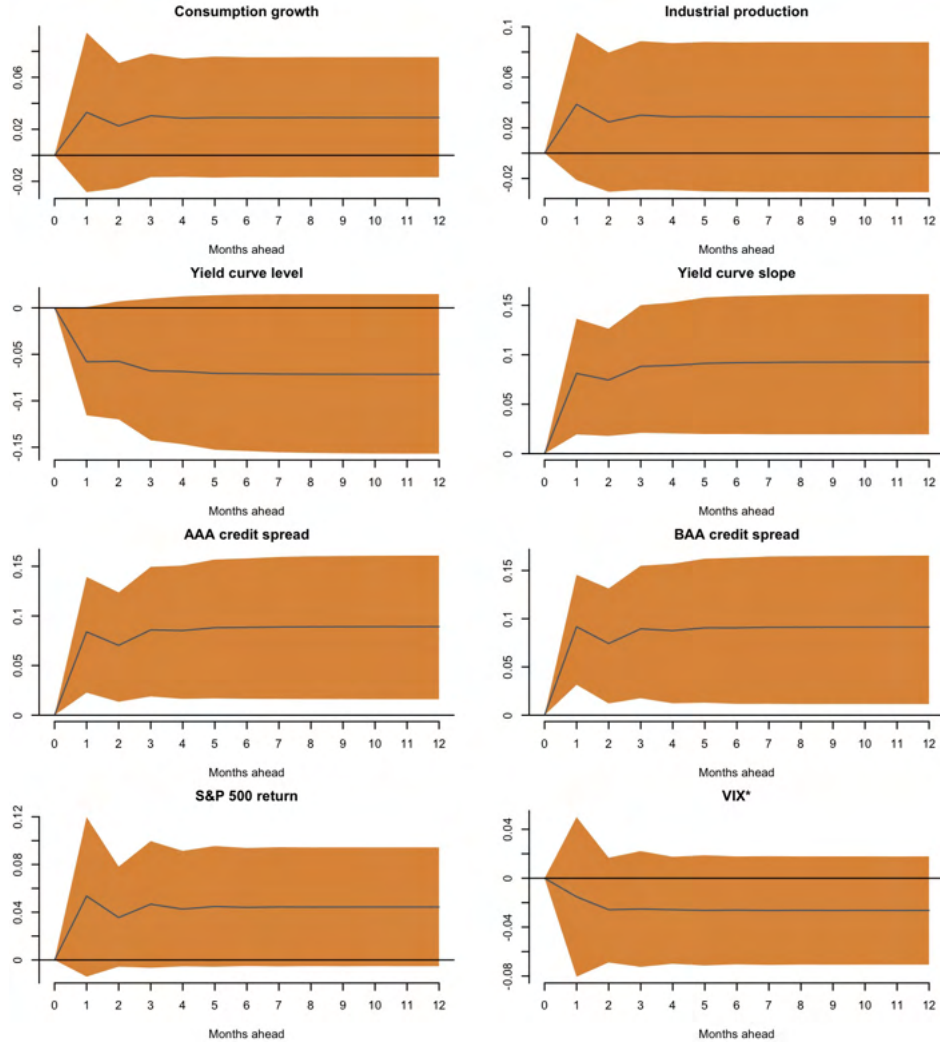 Consumption growth
0.06
0.02
-0.02
0 1 2 3 4 5 6 7 8 9 10 11 12
Months ahead
Industrial production
0.1
0.06
0.02
-0.02
0 1 2 3 4 5 6 7 8 9 10 11 12
Months ahead
Yield curve level
0
-0.05
-0.1
-0.15
0 1 2 3 4 5 6 7 8 9 10 11 12
Months ahead
Yield curve slope
0.15
0.1
0.05
0
0 1 2 3 4 5 6 7 8 9 10 11 12
Months ahead
AAA credit spread
0.15
0.1
0.05
0
0 1 2 3 4 5 6 7 8 9 10 11 12
Months ahead
BAA credit spread
0.15
0.1
0.05
0
0 1 2 3 4 5 6 7 8 9 10 11 12
Months ahead
S&P 500 return
0.12
0.08
0.04
0
0 1 2 3 4 5 6 7 8 9 10 11 12
Months ahead
VIX*
0.04
0
-0.04
-0.08
0 1 2 3 4 5 6 7 8 9 10 11 12
Months ahead